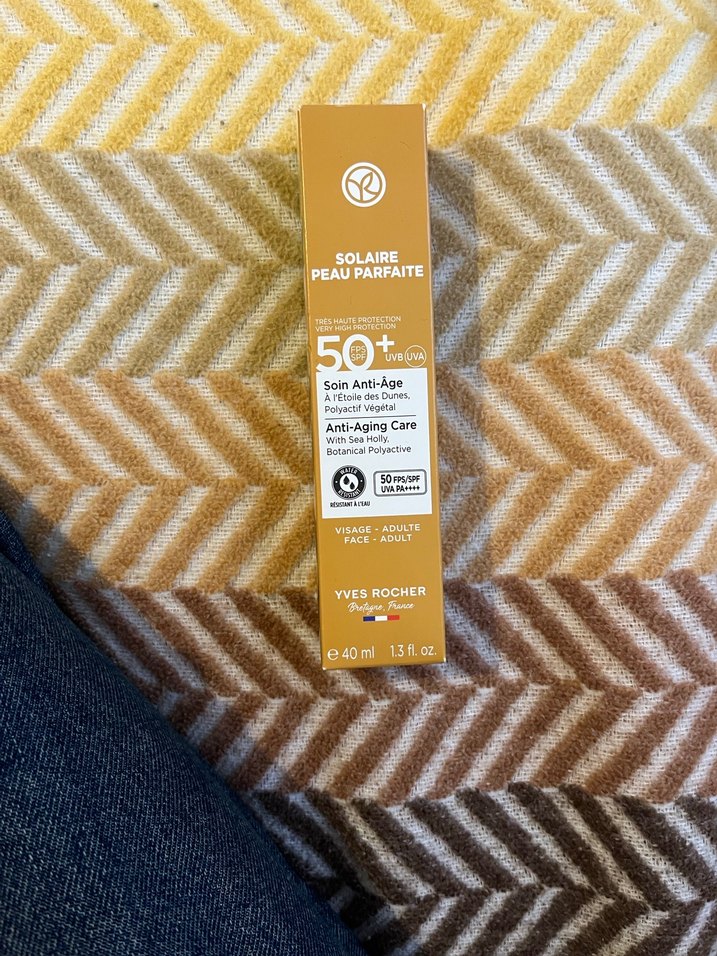 SOLAIRE
PEAU PARFAITE
TRÈS HAUTE PROTECTION
VERY HIGH PROTECTION
50 FPS SPF + UVB UVA
Soin Anti-Âge
À l'Étoile des Dunes,
Polyactif Végétal
Anti-Aging Care
With Sea Holly,
Botanical Polyactive
WATER RESISTANT
RÉSISTANT À L'EAU
50 FPS/SPF
UVA PA++++
VISAGE - ADULTE
FACE - ADULT
YVES ROCHER
Bretagne, France
e 40 ml 1.3 fl. oz.